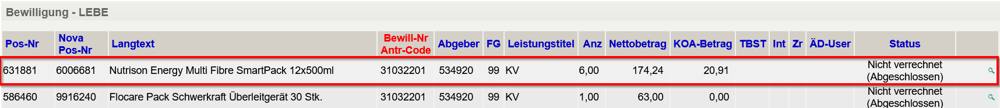 Bewilligung - LEBE
Pos-Nr Nova Pos-Nr Langtext Bewill-Nr Antr-Code Abgeber FG Leistungstitel Anz Nettobetrag KOA-Betrag TBST Int Zr ÄD-User Status
631881 6006681 Nutrison Energy Multi Fibre SmartPack 12x500ml 31032201 534920 99 KV 6,00 174,24 20,91 Nicht verrechnet (Abgeschlossen)
586460 9916240 Flocare Pack Schwerkraft Überleitgerät 30 Stk. 31032201 534920 99 KV 1,00 63,00 0,00 Nicht verrechnet (Abgeschlossen)